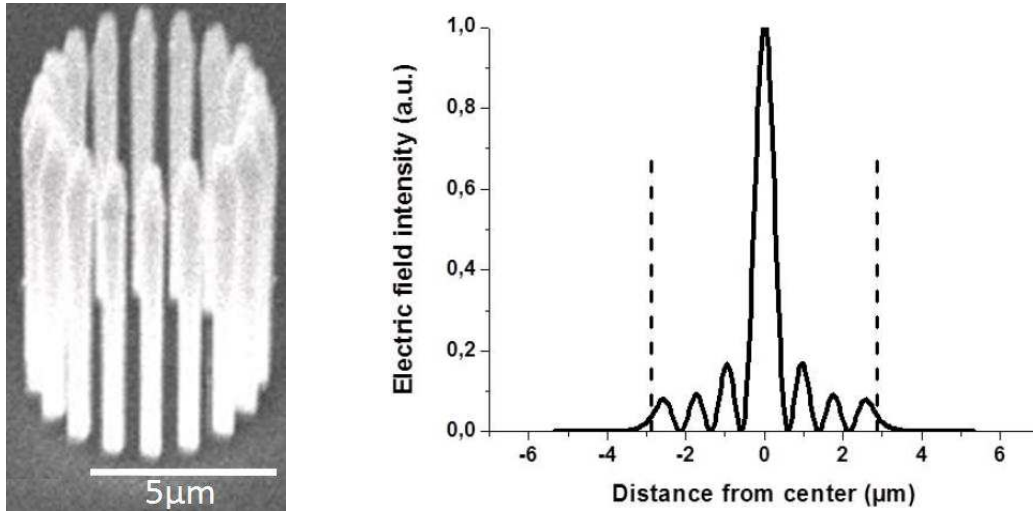 5µm
Electric field intensity (a.u.)
1,0
0,8
0,6
0,4
0,2
0,0
-6 -4 -2 0 2 4 6
Distance from center (µm)